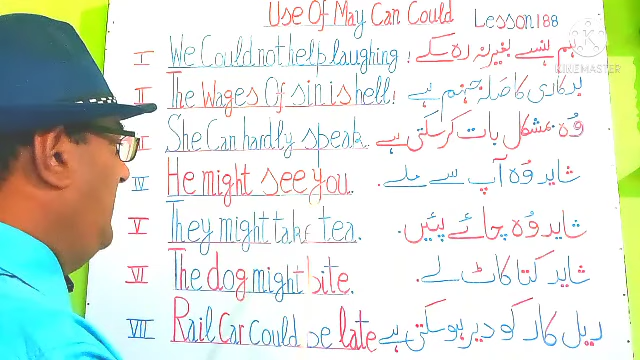 Use Of May Can Could Lesson 188
I We Could not help laughing! ہم ہنسے بغیر نہ رہ سکے
II The Wages Of sin is hell! بدکاری کا صلہ جہنم ہے
She Can hardly speak. وہ مشکل بات کر سکتی ہے
IV He might see you. شاید وہ آپ سے ملے.
V They might take tea. شاید وہ چائے پئیں.
VI The dog might bite. شاید کتا کاٹ لے.
VII Rail Car could be late ریل کار کو دیر ہو سکتی ہے
KINEMASTER